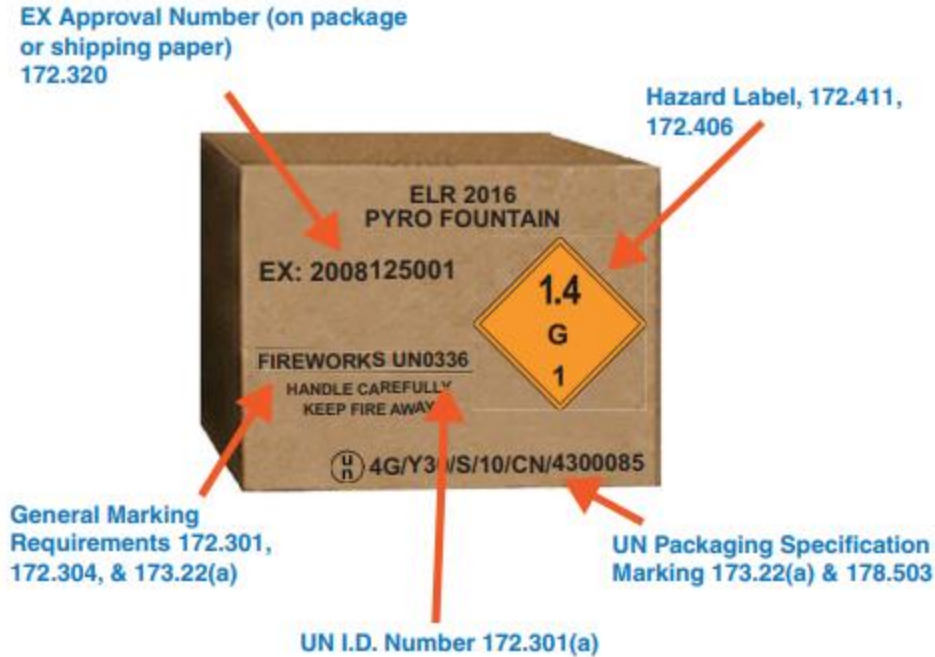 EX Approval Number (on package
or shipping paper)
172.320
Hazard Label, 172.411,
172.406
ELR 2016
PYRO FOUNTAIN
EX: 2008125001
1.4
G
1
FIREWORKS UN0336
HANDLE CAREFULLY
KEEP FIRE AWAY
un 4G/Y30/S/10/CN/4300085
General Marking
Requirements 172.301,
172.304, & 173.22(a)
UN Packaging Specification
Marking 173.22(a) & 178.503
UN I.D. Number 172.301(a)